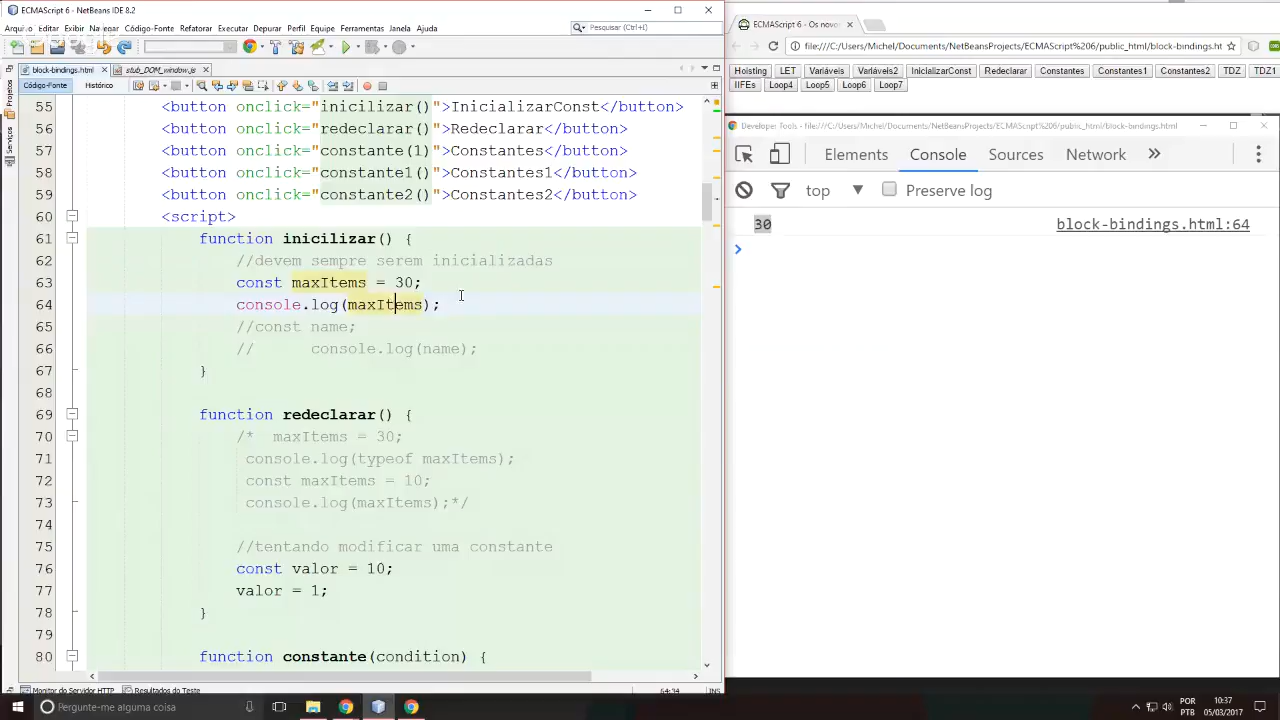 ECMAScript 6 - NetBeans IDE 8.2
Arquivo Editar Exibir Navegar Código-Fonte Refatorar Executar Depurar Perfil Equipe Ferramentas Janela Ajuda
Pesquisar (Ctrl+I)
block-bindings.html
stub_DOM_window.js
Código-Fonte
Histórico
Projetos
Serviços
55 <button onclick="inicilizar()">InicializarConst</button>
56 <button onclick="redeclarar()">Redeclarar</button>
57 <button onclick="constante(1)">Constantes</button>
58 <button onclick="constante1()">Constantes1</button>
59 <button onclick="constante2()">Constantes2</button>
60 <script>
61 function inicilizar() {
62 //devem sempre serem inicializadas
63 const maxItems = 30;
64 console.log(maxItems);
65 //const name;
66 // console.log(name);
67 }
68
69 function redeclarar() {
70 /* maxItems = 30;
71 console.log(typeof maxItems);
72 const maxItems = 10;
73 console.log(maxItems);*/
74
75 //tentando modificar uma constante
76 const valor = 10;
77 valor = 1;
78 }
79
80 function constante(condition) {
Monitor do Servidor HTTP
Resultados do Teste
64:34
INS
ECMAScript 6 - Os novos
file:///C:/Users/Michel/Documents/NetBeansProjects/ECMAScript%206/public_html/block-bindings.html
Hoisting LET Variáveis Variáveis2 InicializarConst Redeclarar Constantes Constantes1 Constantes2 TDZ TDZ1
IIFEs Loop4 Loop5 Loop6 Loop7
Developer Tools - file:///C:/Users/Michel/Documents/NetBeansProjects/ECMAScript%206/public_html/block-bindings.html
Elements Console Sources Network
top
Preserve log
30 block-bindings.html:64
Pergunte-me alguma coisa
POR
PTB
10:37
05/03/2017